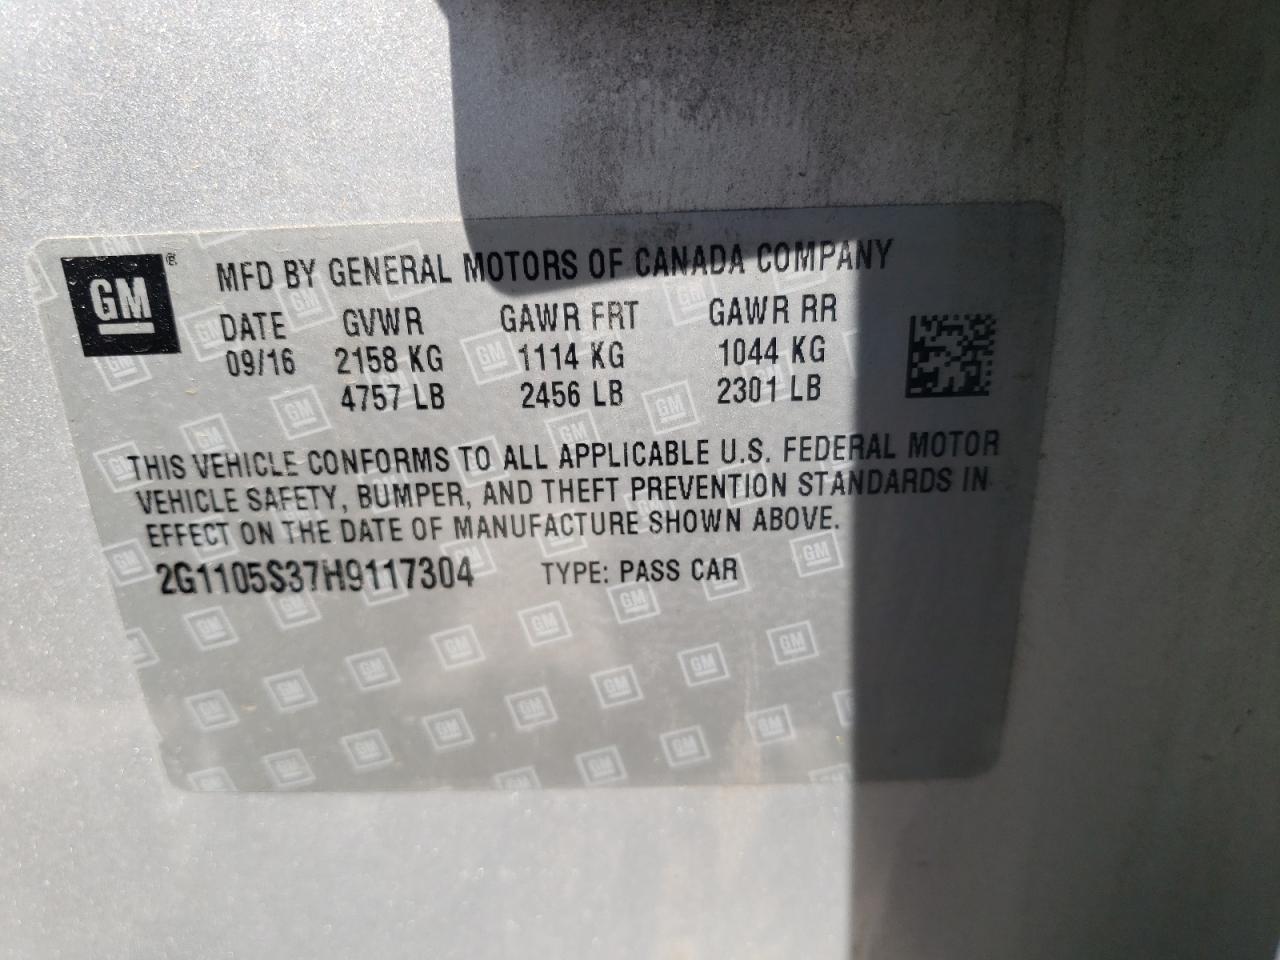 GM®
MFD BY GENERAL MOTORS OF CANADA COMPANY
DATE GVWR GAWR FRT GAWR RR
09/16 2158 KG 1114 KG 1044 KG
4757 LB 2456 LB 2301 LB
THIS VEHICLE CONFORMS TO ALL APPLICABLE U.S. FEDERAL MOTOR
VEHICLE SAFETY, BUMPER, AND THEFT PREVENTION STANDARDS IN
EFFECT ON THE DATE OF MANUFACTURE SHOWN ABOVE.
2G1105S37H9117304 TYPE: PASS CAR